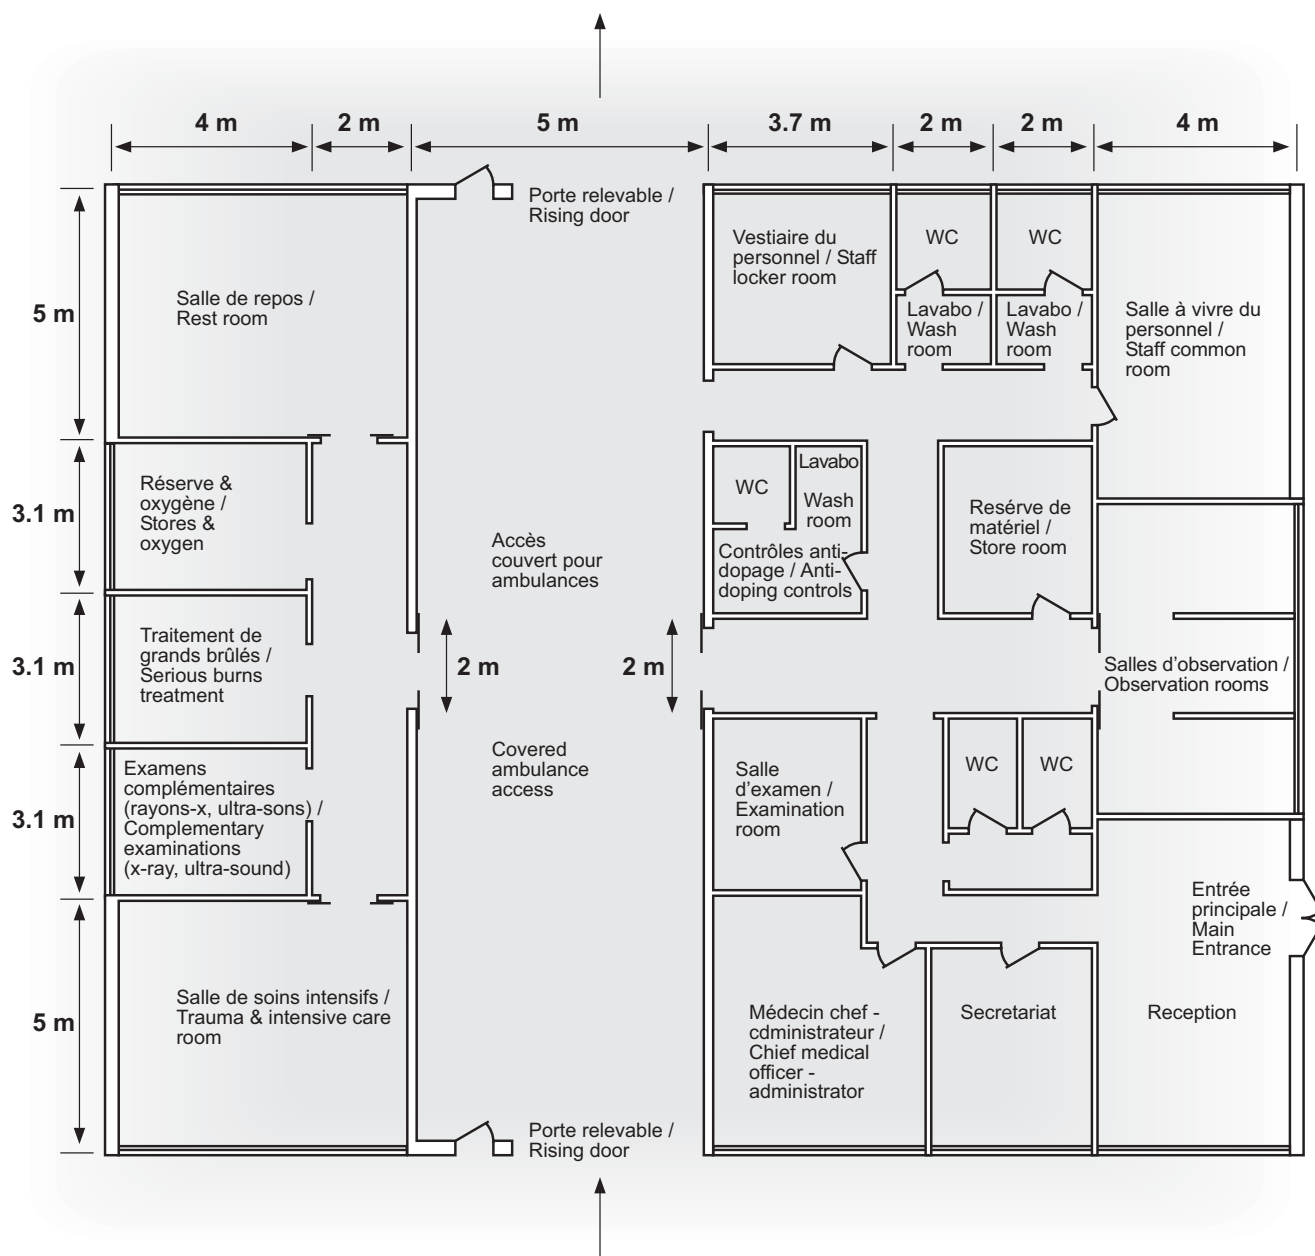 4 m
2 m
5 m
3.7 m
2 m
2 m
4 m
Porte relevable /
Rising door
5 m
Salle de repos /
Rest room
Vestiaire du
personnel / Staff
locker room
WC
WC
Lavabo /
Wash
room
Lavabo /
Wash
room
Salle à vivre du
personnel /
Staff common
room
3.1 m
Réserve &
oxygène /
Stores &
oxygen
Accès
couvert pour
ambulances
WC
Lavabo
Wash
room
Contrôles anti-
dopage / Anti-
doping controls
Resérve de
matériel /
Store room
3.1 m
Traitement de
grands brûlés /
Serious burns
treatment
2 m
2 m
Salles d'observation /
Observation rooms
3.1 m
Examens
complémentaires
(rayons-x, ultra-sons) /
Complementary
examinations
(x-ray, ultra-sound)
Covered
ambulance
access
Salle
d'examen /
Examination
room
WC
WC
Entrée
principale /
Main
Entrance
5 m
Salle de soins intensifs /
Trauma & intensive care
room
Médecin chef -
cdministrateur /
Chief medical
officer -
administrator
Secretariat
Reception
Porte relevable /
Rising door